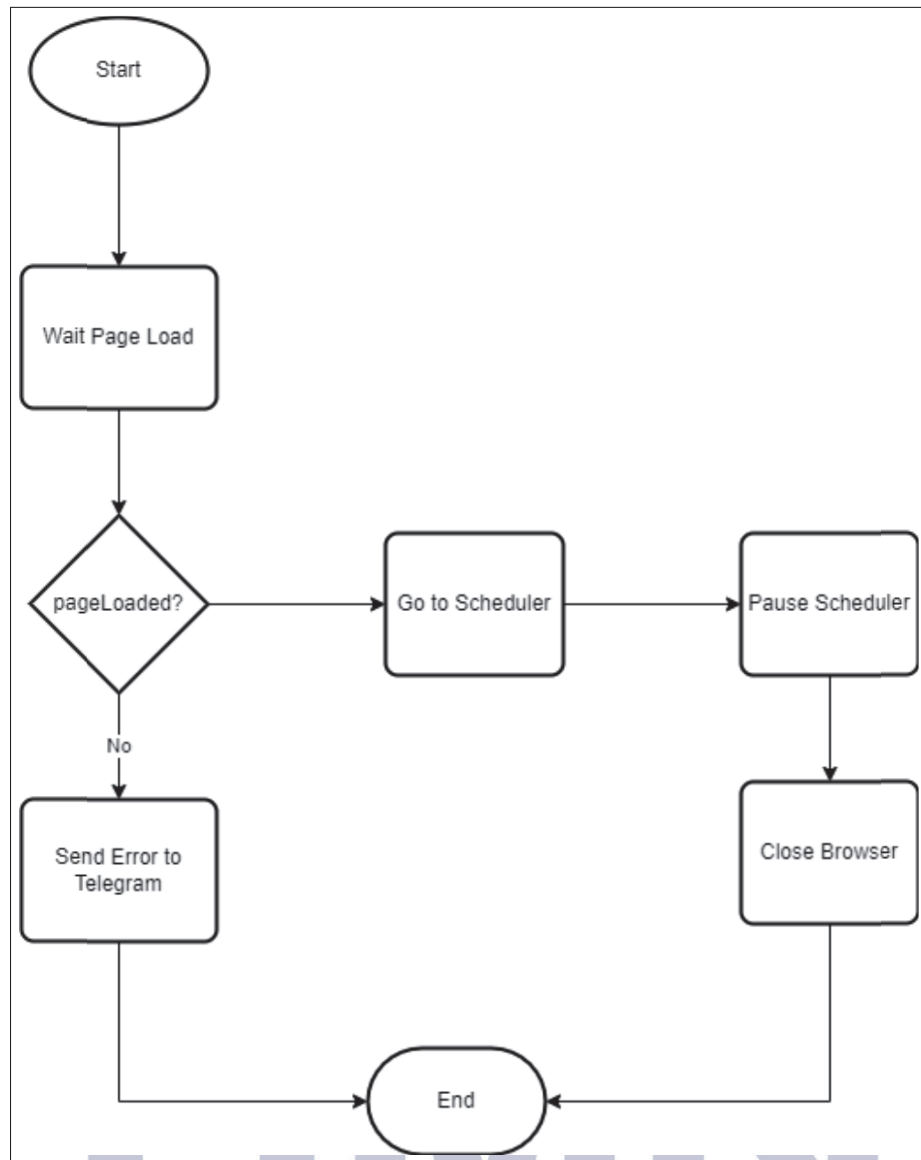 Start
Wait Page Load
pageLoaded?
Go to Scheduler
Pause Scheduler
No
Send Error to
Telegram
Close Browser
End